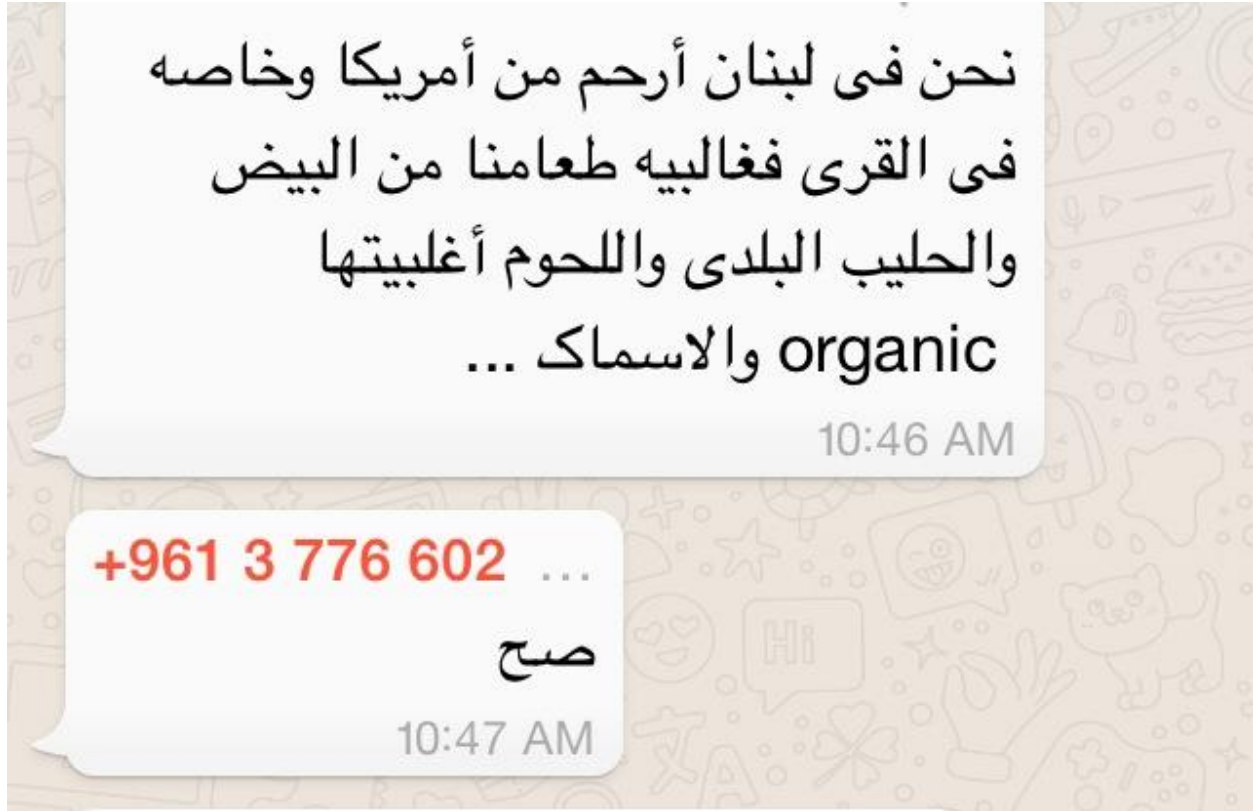 نحن فى لبنان أرحم من أمريكا وخاصه
فى القرى فغالبيه طعامنا من البيض
والحليب البلدى واللحوم أغلبيتها
organic والاسماك ...
10:46 AM
+961 3 776 602 ...
صح
10:47 AM
Hi